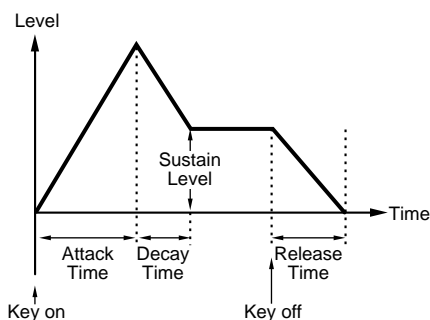 Level
Sustain
Level
Time
Attack
Time
Decay
Time
Release
Time
Key on
Key off